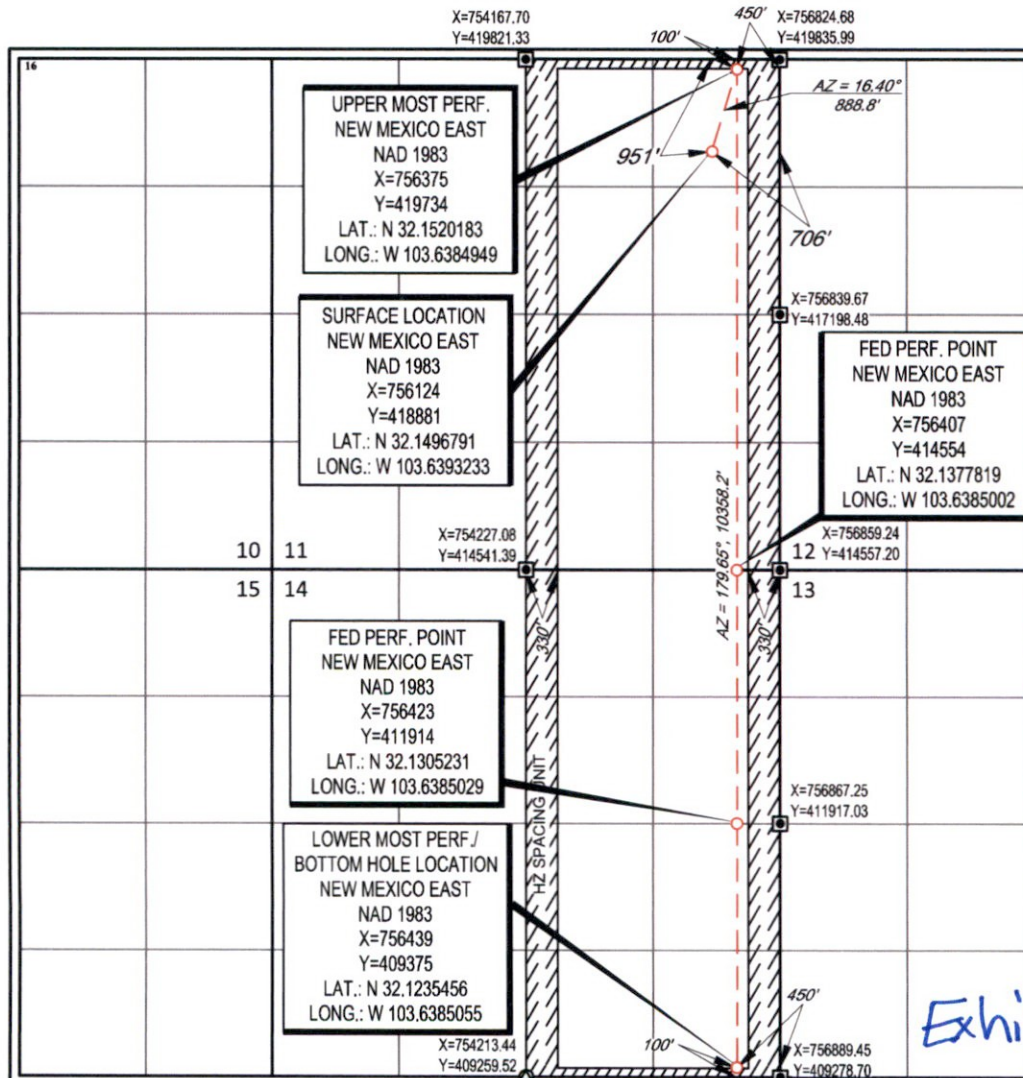 X=754167.70
Y=419821.33
450'
X=756824.68
Y=419835.99
100'
16
AZ = 16.40°
888.8'
UPPER MOST PERF.
NEW MEXICO EAST
NAD 1983
X=756375
Y=419734
LAT.: N 32.1520183
LONG.: W 103.6384949
951'
706'
SURFACE LOCATION
NEW MEXICO EAST
NAD 1983
X=756124
Y=418881
LAT.: N 32.1496791
LONG.: W 103.6393233
X=756839.67
Y=417198.48
FED PERF. POINT
NEW MEXICO EAST
NAD 1983
X=756407
Y=414554
LAT.: N 32.1377819
LONG.: W 103.6385002
AZ = 179.65°, 10358.2'
X=754227.08
Y=414541.39
X=756859.24
Y=414557.20
10
11
12
15
14
13
330'
330'
FED PERF. POINT
NEW MEXICO EAST
NAD 1983
X=756423
Y=411914
LAT.: N 32.1305231
LONG.: W 103.6385029
X=756867.25
Y=411917.03
HZ SPACING UNIT
LOWER MOST PERF./
BOTTOM HOLE LOCATION
NEW MEXICO EAST
NAD 1983
X=756439
Y=409375
LAT.: N 32.1235456
LONG.: W 103.6385055
450'
100'
X=754213.44
Y=409259.52
X=756889.45
Y=409278.70
Exhi